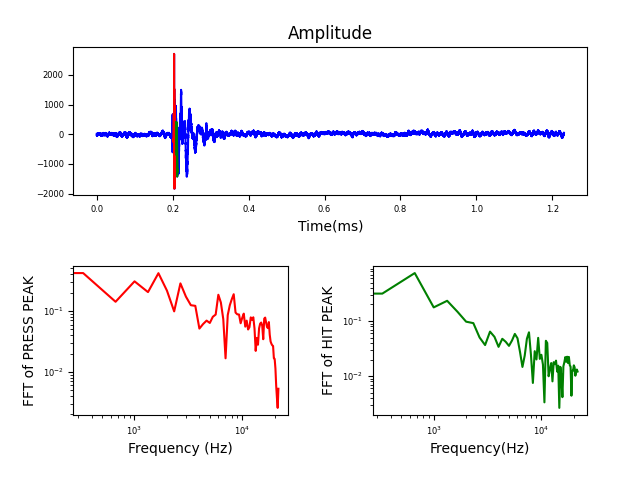 Amplitude
2000
1000
0
−1000
−2000
0.0 0.2 0.4 0.6 0.8 1.0 1.2
Time(ms)
FFT of PRESS PEAK
10⁻¹
10⁻²
10³ 10⁴
Frequency (Hz)
FFT of HIT PEAK
10⁻¹
10⁻²
10³ 10⁴
Frequency(Hz)